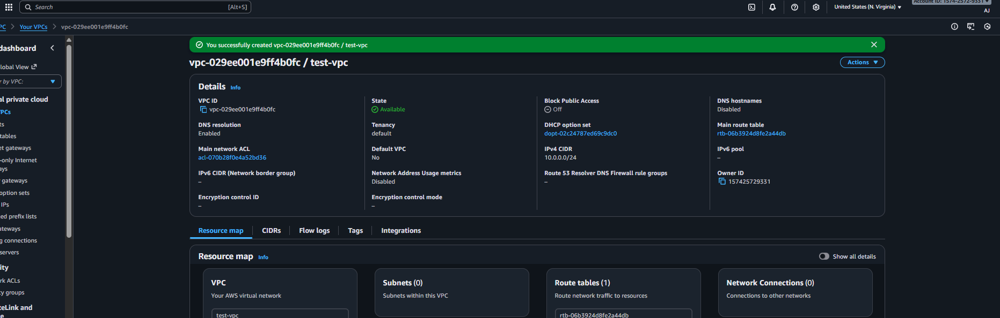 Search [Alt+S]
United States (N. Virginia)
Account ID: 1574-2572-9331
AJ
PC > Your VPCs > vpc-029ee001e9ff4b0fc
dashboard
lobal View
r by VPC:
al private cloud
PCs
ts
tables
et gateways
-only Internet
ays
gateways
option sets
IPs
ed prefix lists
ateways
g connections
servers
ity
rk ACLs
ty groups
eLink and
e
You successfully created vpc-029ee001e9ff4b0fc / test-vpc
vpc-029ee001e9ff4b0fc / test-vpc
Actions
Details Info
VPC ID
vpc-029ee001e9ff4b0fc
State
Available
Block Public Access
Off
DNS hostnames
Disabled
DNS resolution
Enabled
Tenancy
default
DHCP option set
dopt-02c24787ed69c9dc0
Main route table
rtb-06b3924d8fe2a44db
Main network ACL
acl-070b28f0e4a52bd36
Default VPC
No
IPv4 CIDR
10.0.0.0/24
IPv6 pool
–
IPv6 CIDR (Network border group)
–
Network Address Usage metrics
Disabled
Route 53 Resolver DNS Firewall rule groups
–
Owner ID
157425729331
Encryption control ID
–
Encryption control mode
–
Resource map CIDRs Flow logs Tags Integrations
Resource map Info
Show all details
VPC
Your AWS virtual network
test-vpc
Subnets (0)
Subnets within this VPC
Route tables (1)
Route network traffic to resources
rtb-06b3924d8fe2a44db
Network Connections (0)
Connections to other networks